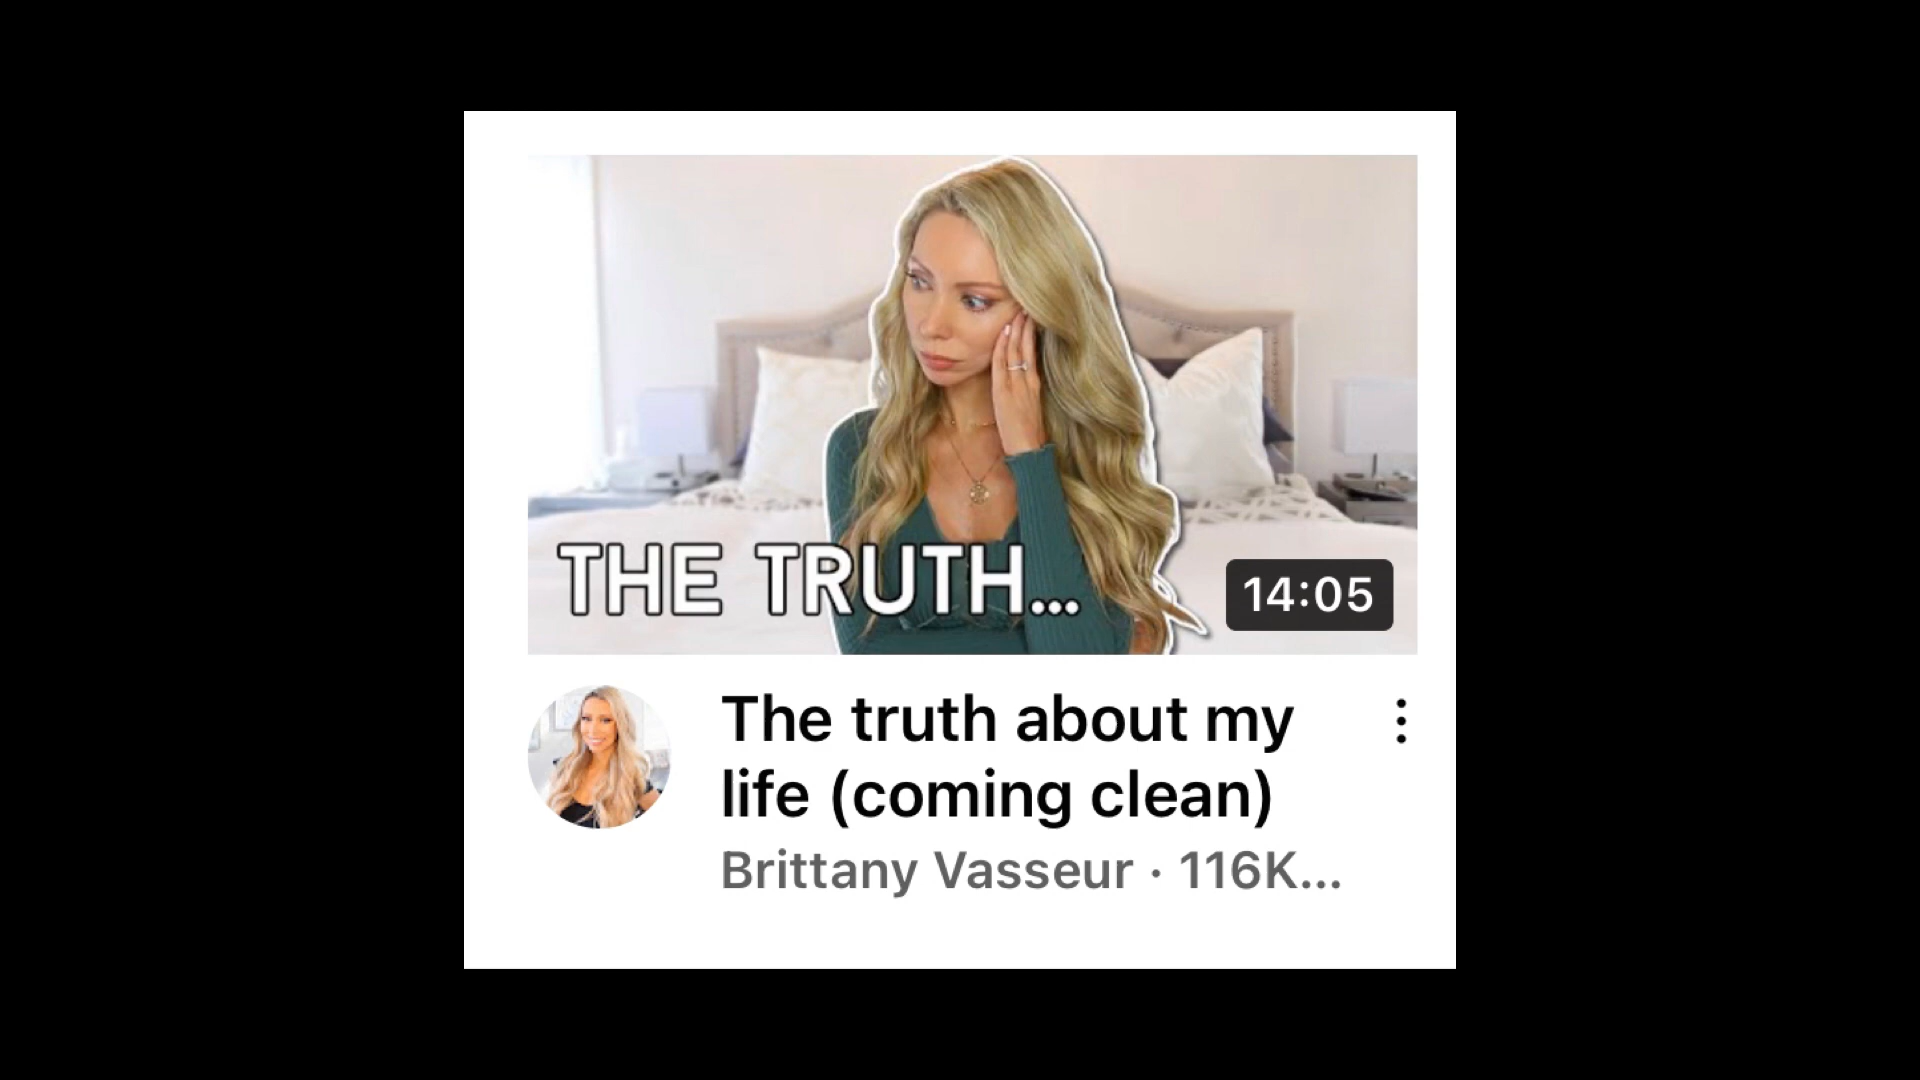 THE TRUTH...
14:05
The truth about my
life (coming clean)
Brittany Vasseur · 116K...